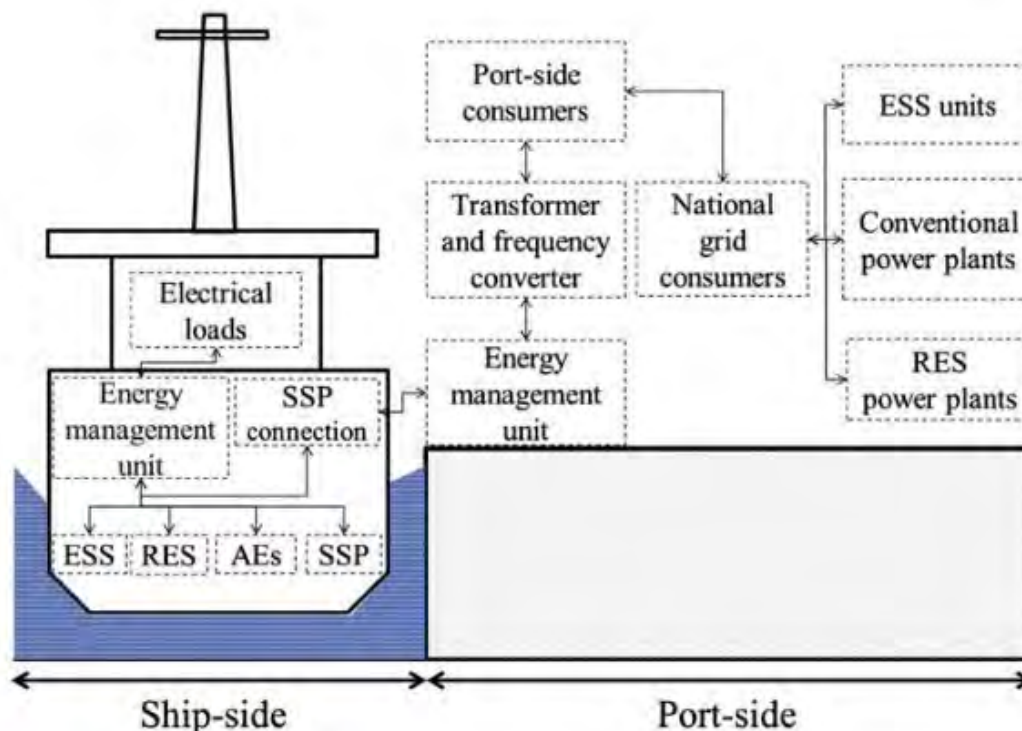 Port-side
consumers
ESS units
Transformer
and frequency
converter
National
grid
consumers
Conventional
power plants
Electrical
loads
Energy
management
unit
SSP
connection
Energy
management
unit
RES
power plants
ESS
RES
AEs
SSP
Ship-side
Port-side